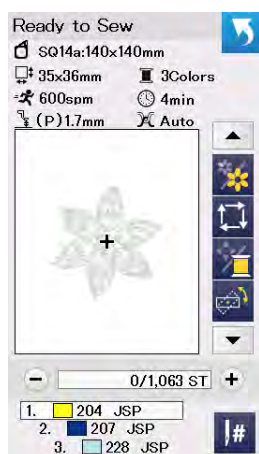 Ready to Sew
SQ14a:140x140mm
35x36mm 3Colors
600spm 4min
(P)1.7mm Auto
0/1,063 ST
1. 204 JSP
2. 207 JSP
3. 228 JSP
#